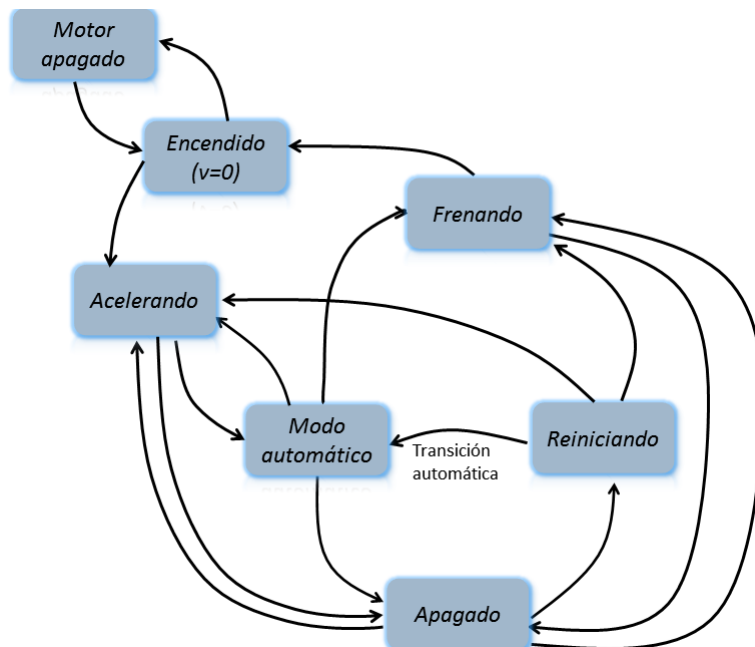 Motor
apagado
Encendido
(v=0)
Frenando
Acelerando
Modo
automático
Reiniciando
Transición
automática
Apagado